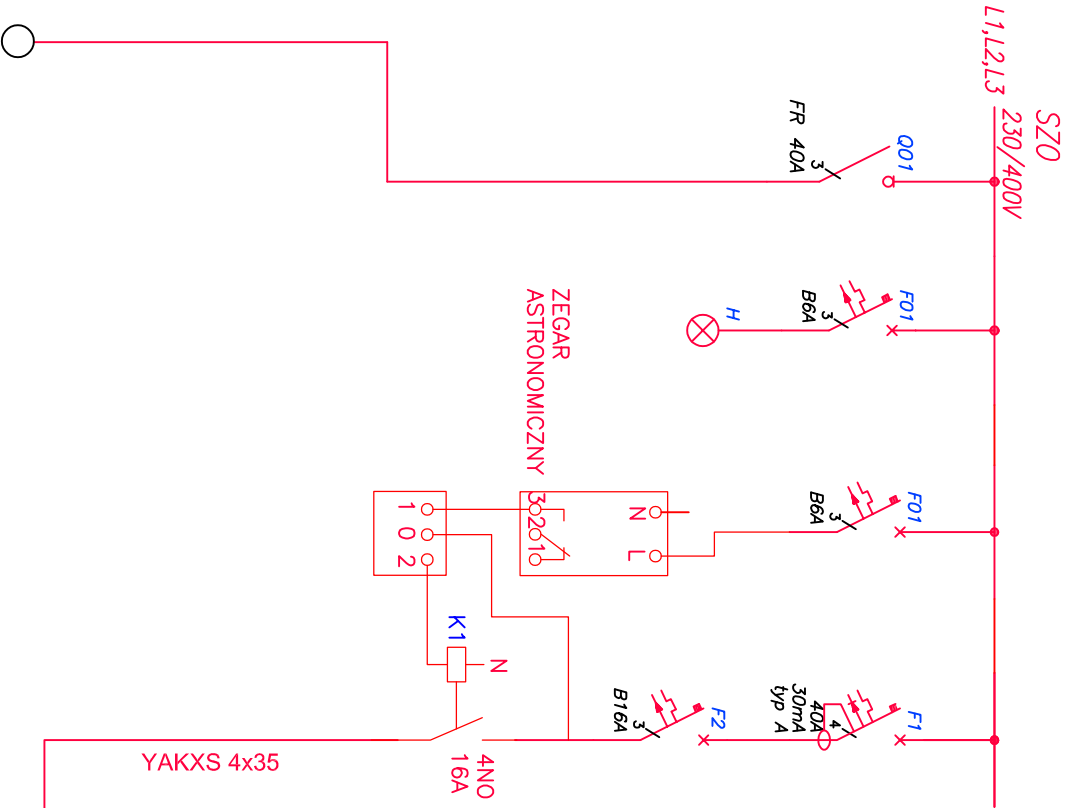 SZO
230/400V
L1,L2,L3
Q01
3
FR 40A
F01
3
B6A
H
F01
3
B6A
F1
4
40A
30mA
typ A
F2
3
B16A
ZEGAR
ASTRONOMICZNY
N
L
3 2 1
1 0 2
K1
N
4NO
16A
YAKXS 4x35